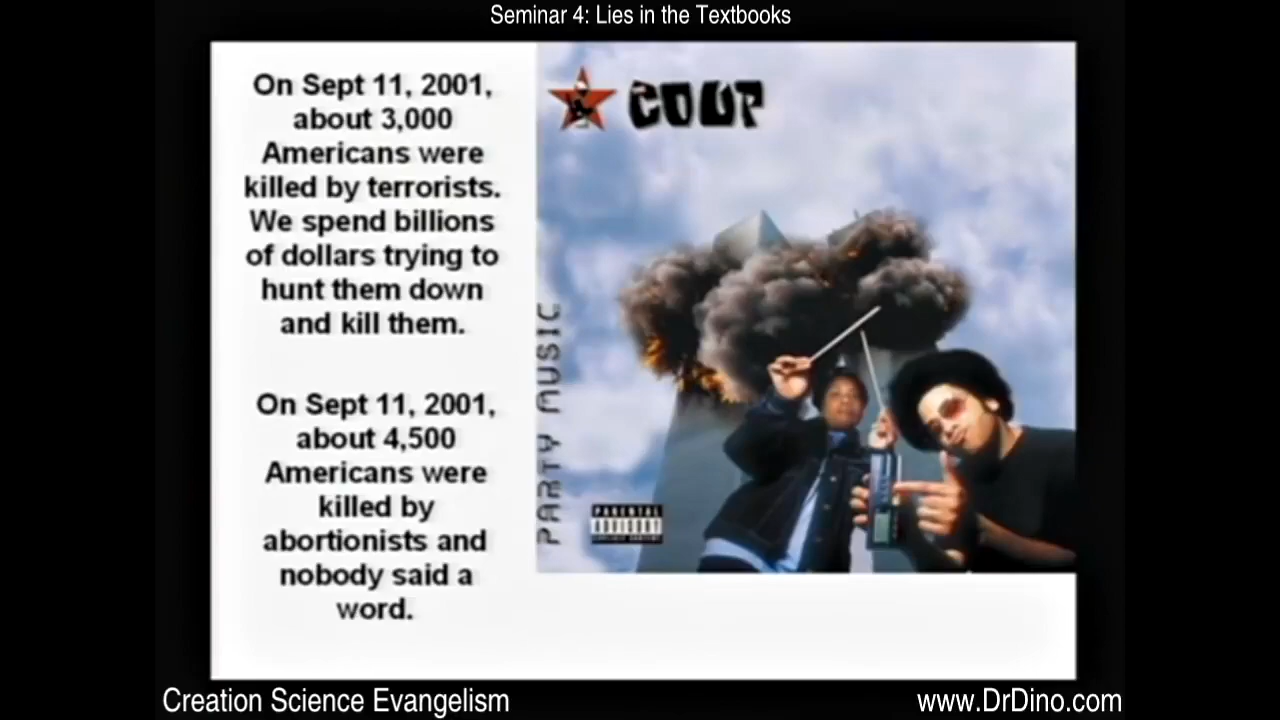 Seminar 4: Lies in the Textbooks
On Sept 11, 2001,
about 3,000
Americans were
killed by terrorists.
We spend billions
of dollars trying to
hunt them down
and kill them.
On Sept 11, 2001,
about 4,500
Americans were
killed by
abortionists and
nobody said a
word.
COUP
PARTY MUSIC
PARENTAL
ADVISORY
EXPLICIT CONTENT
Creation Science Evangelism
www.DrDino.com